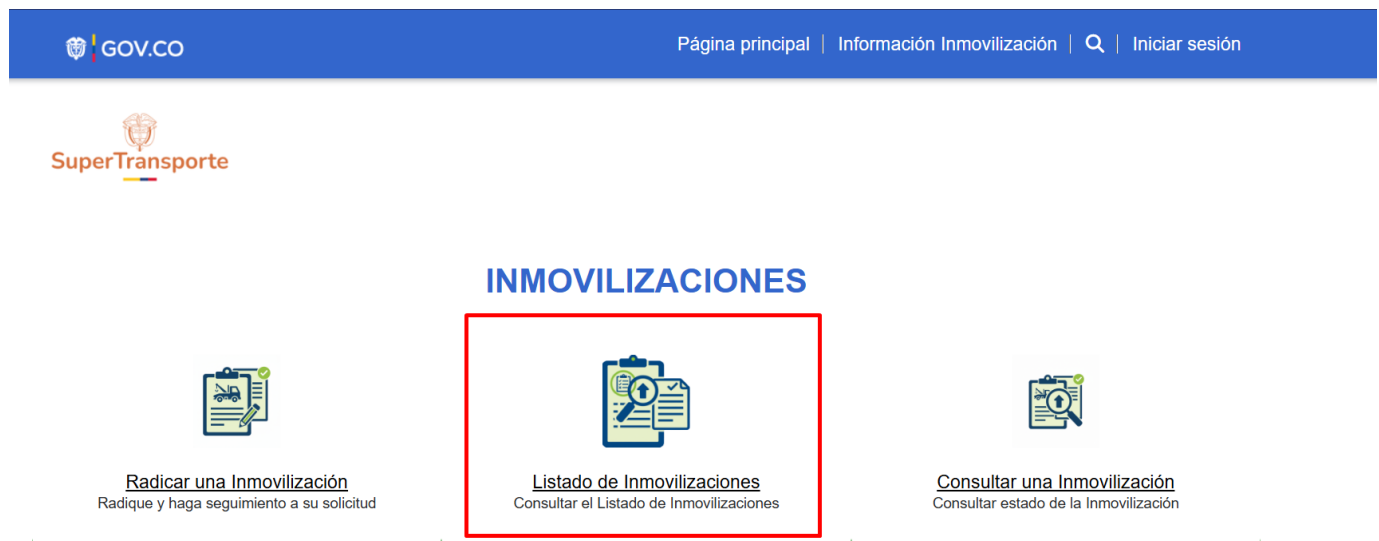 GOV.CO
Página principal | Información Inmovilización | | Iniciar sesión
SuperTransporte
INMOVILIZACIONES
Radicar una Inmovilización
Radique y haga seguimiento a su solicitud
Listado de Inmovilizaciones
Consultar el Listado de Inmovilizaciones
Consultar una Inmovilización
Consultar estado de la Inmovilización